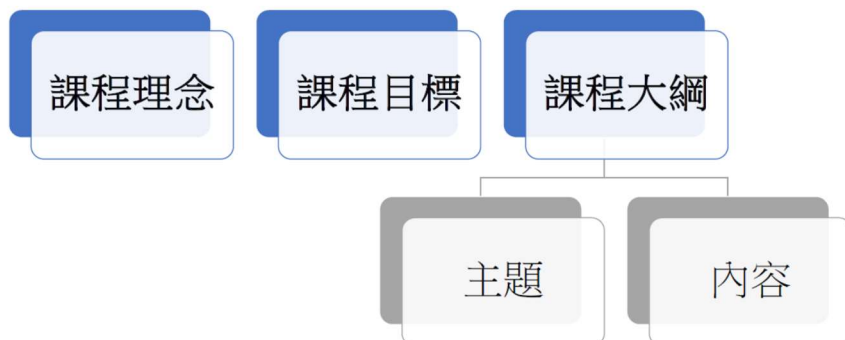 課程理念
課程目標
課程大綱
主題
內容